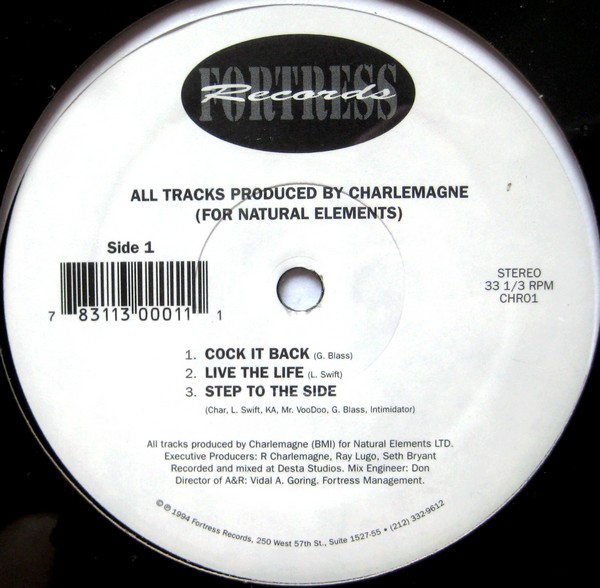 FORTRESS
Records
ALL TRACKS PRODUCED BY CHARLEMAGNE
(FOR NATURAL ELEMENTS)
Side 1
7 83113 00011 1
STEREO
33 1/3 RPM
CHR01
1. COCK IT BACK (G. Blass)
2. LIVE THE LIFE (L. Swift)
3. STEP TO THE SIDE
(Char, L. Swift, KA, Mr. VooDoo, G. Blass, Intimidator)
All tracks produced by Charlemagne (BMI) for Natural Elements LTD.
Executive Producers: R Charlemagne, Ray Lugo, Seth Bryant
Recorded and mixed at Desta Studios. Mix Engineer: Don
Director of A&R: Vidal A. Goring. Fortress Management.
©℗ 1994 Fortress Records, 250 West 57th St., Suite 1527-55 • (212) 332-9612